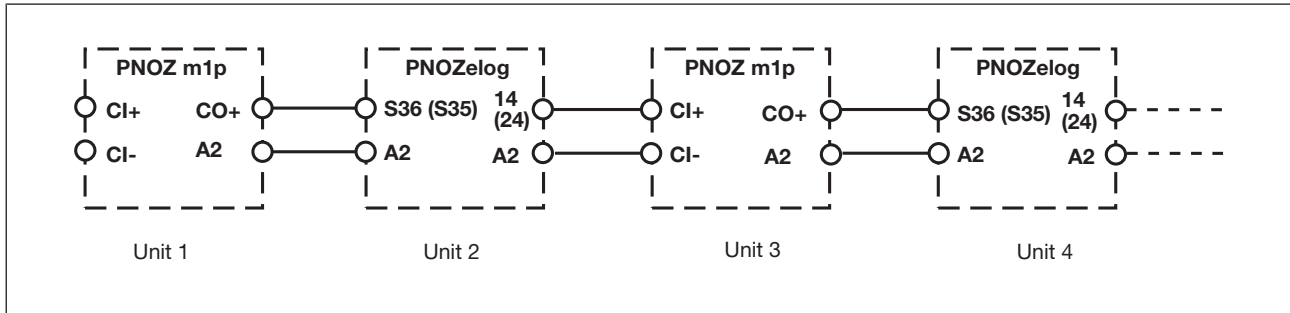 PNOZ m1p
CI+ CO+
CI- A2
Unit 1
PNOZelog
S36 (S35) 14
(24)
A2 A2
Unit 2
PNOZ m1p
CI+ CO+
CI- A2
Unit 3
PNOZelog
S36 (S35) 14
(24)
A2 A2
Unit 4